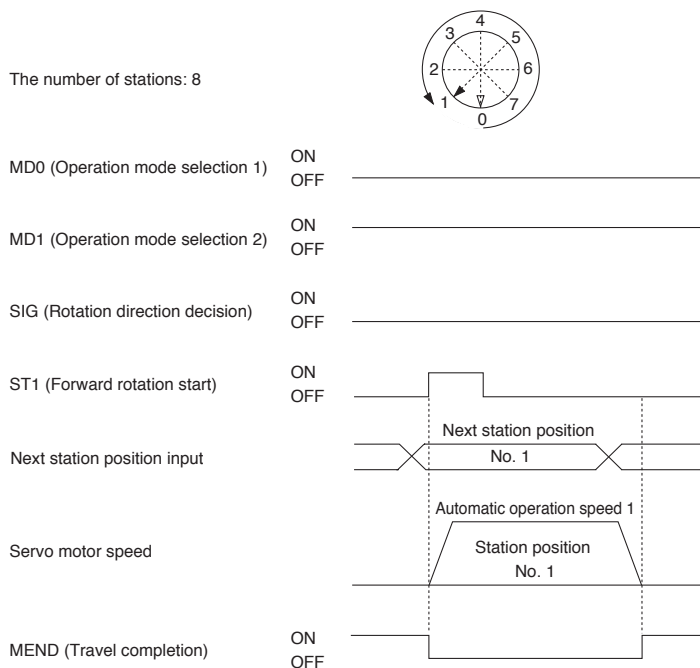 4
3 5
2 6
1 7
0
The number of stations: 8
MD0 (Operation mode selection 1) ON
OFF
MD1 (Operation mode selection 2) ON
OFF
SIG (Rotation direction decision) ON
OFF
ST1 (Forward rotation start) ON
OFF
Next station position
Next station position input No. 1
Automatic operation speed 1
Servo motor speed Station position
No. 1
MEND (Travel completion) ON
OFF